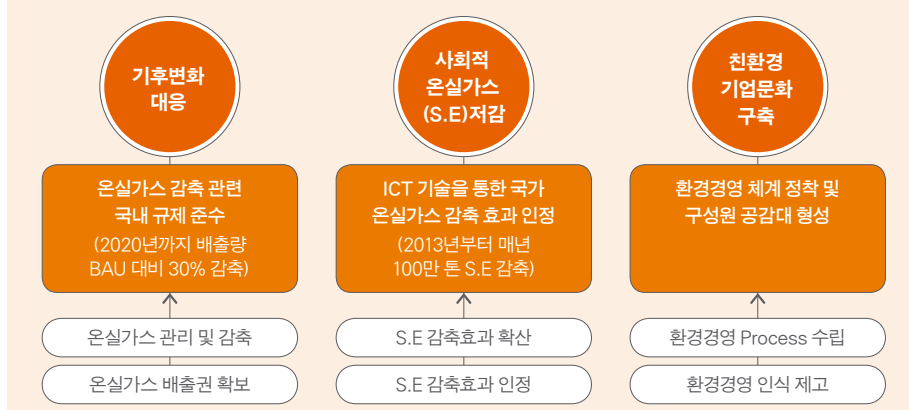 기후변화
대응
온실가스 감축 관련
국내 규제 준수
(2020년까지 배출량
BAU 대비 30% 감축)
온실가스 관리 및 감축
온실가스 배출권 확보
사회적
온실가스
(S.E)저감
ICT 기술을 통한 국가
온실가스 감축 효과 인정
(2013년부터 매년
100만 톤 S.E 감축)
S.E 감축효과 확산
S.E 감축효과 인정
친환경
기업문화
구축
환경경영 체계 정착 및
구성원 공감대 형성
환경경영 Process 수립
환경경영 인식 제고